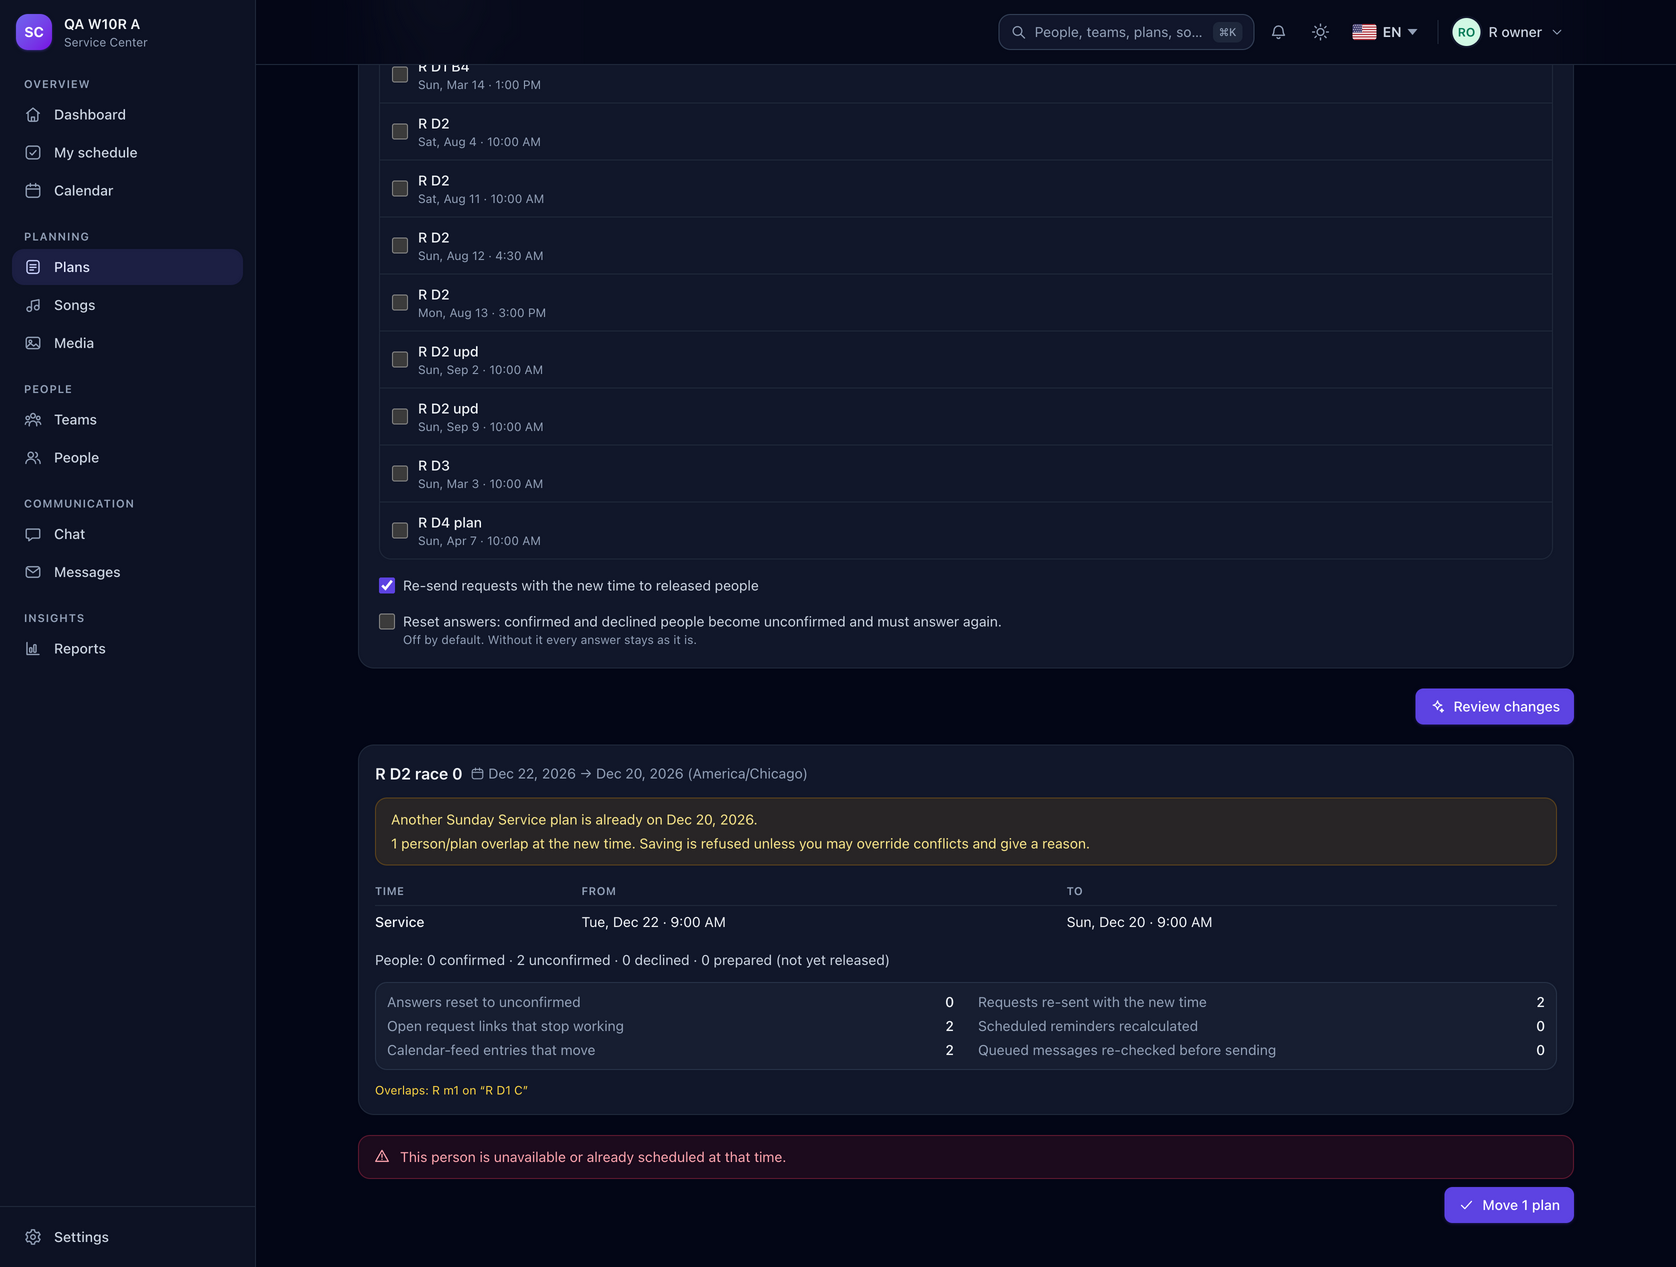 SC
QA W10R A
Service Center
People, teams, plans, so...
⌘K
EN
RO
R owner
OVERVIEW
Dashboard
My schedule
Calendar
PLANNING
Plans
Songs
Media
PEOPLE
Teams
People
COMMUNICATION
Chat
Messages
INSIGHTS
Reports
Settings
R D1 B4
Sun, Mar 14 · 1:00 PM
R D2
Sat, Aug 4 · 10:00 AM
R D2
Sat, Aug 11 · 10:00 AM
R D2
Sun, Aug 12 · 4:30 AM
R D2
Mon, Aug 13 · 3:00 PM
R D2 upd
Sun, Sep 2 · 10:00 AM
R D2 upd
Sun, Sep 9 · 10:00 AM
R D3
Sun, Mar 3 · 10:00 AM
R D4 plan
Sun, Apr 7 · 10:00 AM
Re-send requests with the new time to released people
Reset answers: confirmed and declined people become unconfirmed and must answer again.
Off by default. Without it every answer stays as it is.
Review changes
R D2 race 0 Dec 22, 2026 → Dec 20, 2026 (America/Chicago)
Another Sunday Service plan is already on Dec 20, 2026.
1 person/plan overlap at the new time. Saving is refused unless you may override conflicts and give a reason.
TIME FROM TO
Service Tue, Dec 22 · 9:00 AM Sun, Dec 20 · 9:00 AM
People: 0 confirmed · 2 unconfirmed · 0 declined · 0 prepared (not yet released)
Answers reset to unconfirmed 0 Requests re-sent with the new time 2
Open request links that stop working 2 Scheduled reminders recalculated 0
Calendar-feed entries that move 2 Queued messages re-checked before sending 0
Overlaps: R m1 on “R D1 C”
This person is unavailable or already scheduled at that time.
Move 1 plan